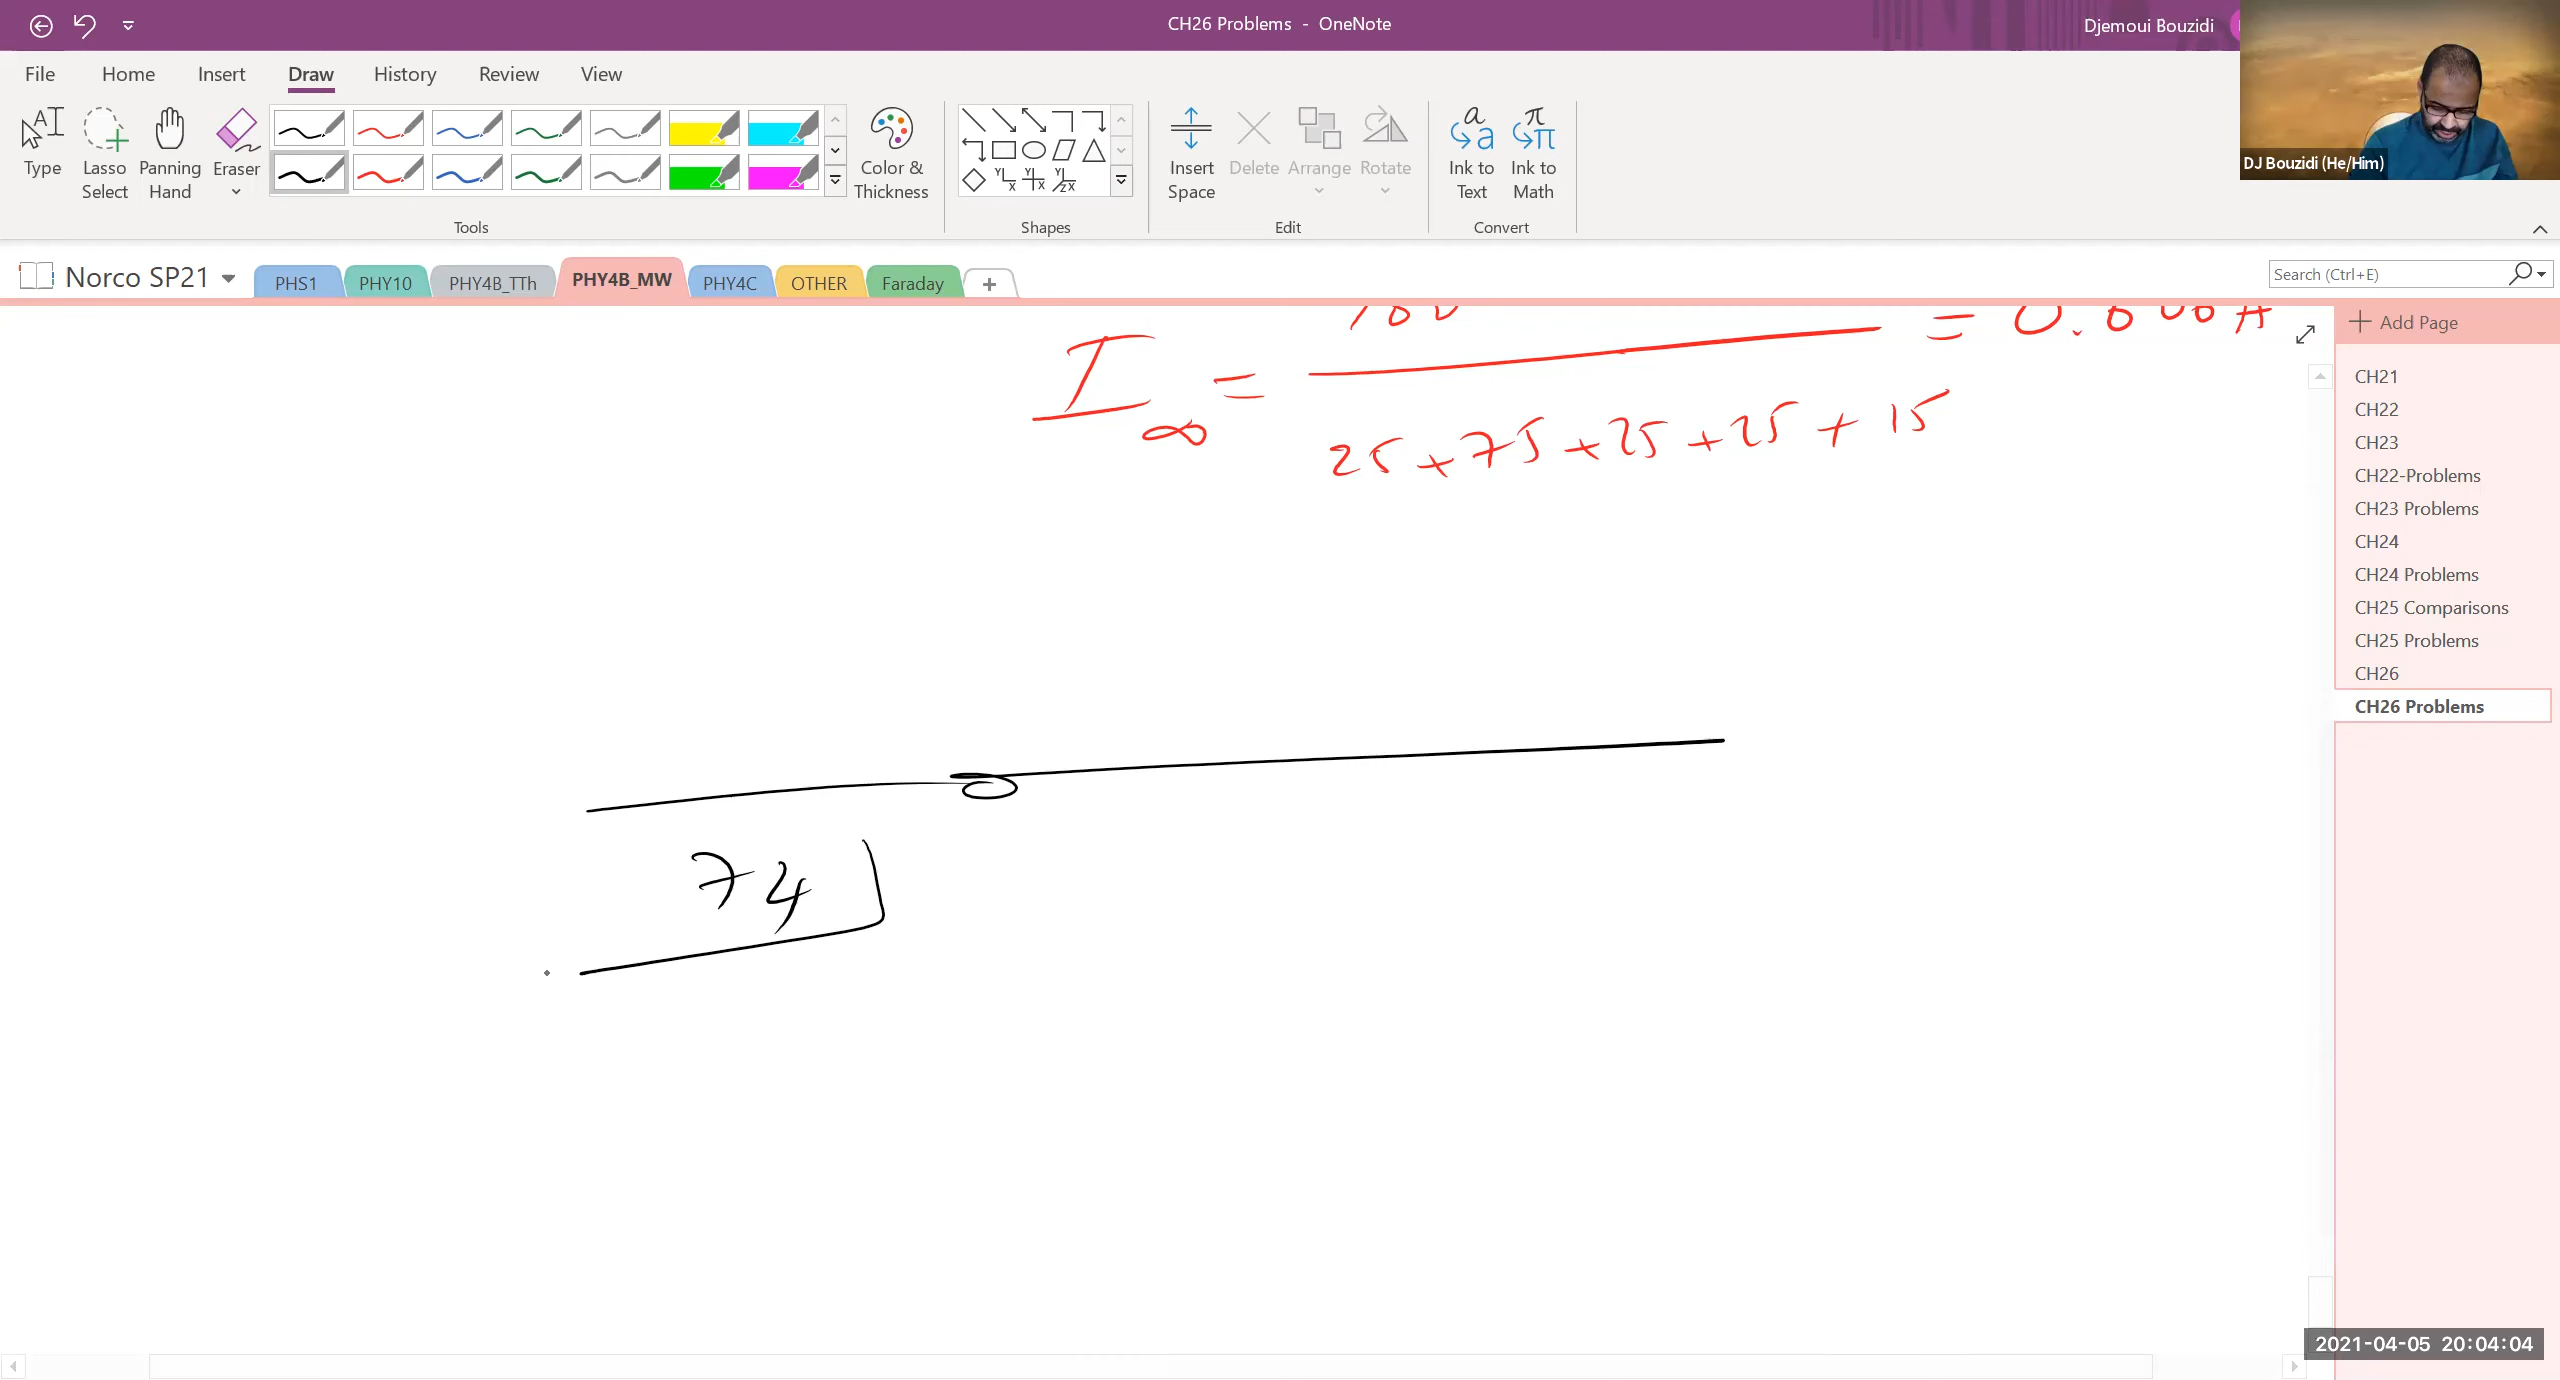 CH26 Problems - OneNote
Djemoui Bouzidi
File Home Insert Draw History Review View
Type
Lasso Select
Panning Hand
Eraser
Color & Thickness
Insert Space
Delete
Arrange
Rotate
Ink to Text
Ink to Math
Tools
Shapes
Edit
Convert
DJ Bouzidi (He/Him)
Norco SP21
PHS1 PHY10 PHY4B_TTh PHY4B_MW PHY4C OTHER Faraday +
Search (Ctrl+E)
Add Page
CH21
CH22
CH23
CH22-Problems
CH23 Problems
CH24
CH24 Problems
CH25 Comparisons
CH25 Problems
CH26
CH26 Problems
I∞ =
25 + 75 + 25 + 25 + 15
74
2021-04-05 20:04:04